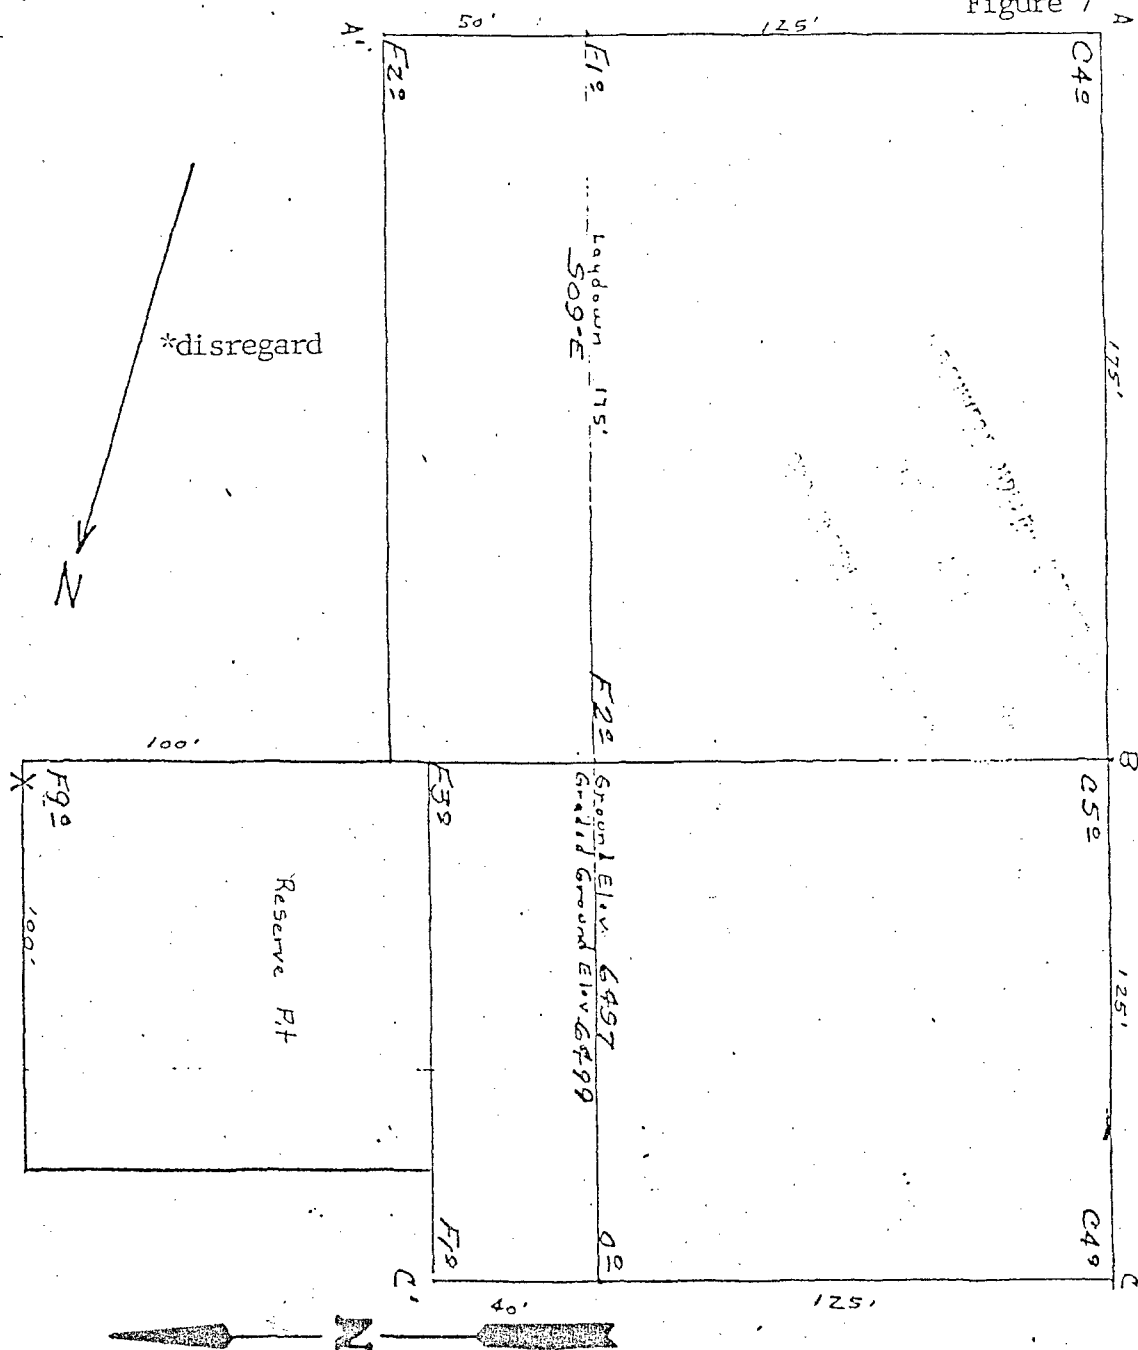 Figure 7
A
50'
125'
A'
F2º
F1º
C4º
175'
Laydown 175'
S09-E
*disregard
N
F2º
B
100'
X
F9º
F3º
C5º
Ground Elev. 6497
Graded Ground Elev. 6499
Reserve Pit
100'
125'
F1º
0º
C4º
C'
C
40'
125'
N